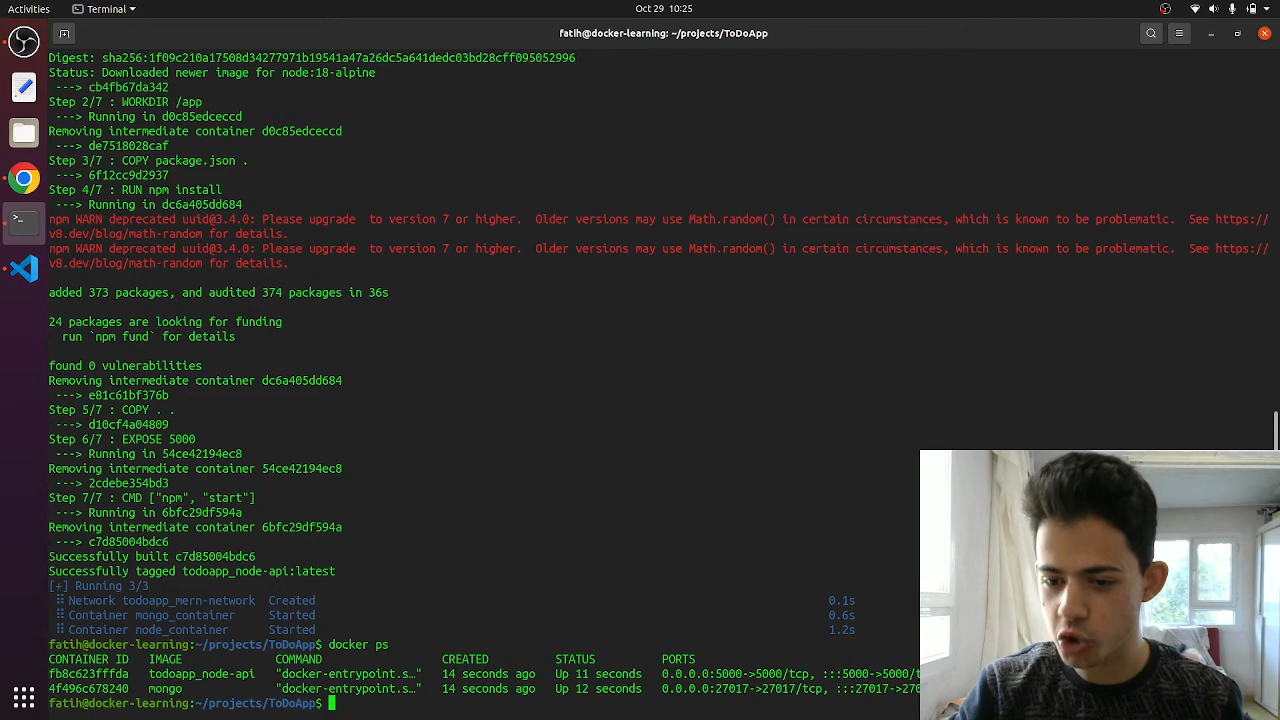 Activities
Terminal
Oct 29 10:25
fatih@docker-learning: ~/projects/ToDoApp
Digest: sha256:1f09c210a17508d34277971b19541a47a26dc5a641dedc03bd28cff095052996
Status: Downloaded newer image for node:18-alpine
---> cb4fb67da342
Step 2/7 : WORKDIR /app
---> Running in d0c85edceccd
Removing intermediate container d0c85edceccd
---> de7518028caf
Step 3/7 : COPY package.json .
---> 6f12cc9d2937
Step 4/7 : RUN npm install
---> Running in dc6a405dd684
npm WARN deprecated uuid@3.4.0: Please upgrade  to version 7 or higher.  Older versions may use Math.random() in certain circumstances, which is known to be problematic.  See https://
v8.dev/blog/math-random for details.
npm WARN deprecated uuid@3.4.0: Please upgrade  to version 7 or higher.  Older versions may use Math.random() in certain circumstances, which is known to be problematic.  See https://
v8.dev/blog/math-random for details.
added 373 packages, and audited 374 packages in 36s
24 packages are looking for funding
run `npm fund` for details
found 0 vulnerabilities
Removing intermediate container dc6a405dd684
---> e81c61bf376b
Step 5/7 : COPY . .
---> d10cf4a04809
Step 6/7 : EXPOSE 5000
---> Running in 54ce42194ec8
Removing intermediate container 54ce42194ec8
---> 2cdebe354bd3
Step 7/7 : CMD ["npm", "start"]
---> Running in 6bfc29df594a
Removing intermediate container 6bfc29df594a
---> c7d85004bdc6
Successfully built c7d85004bdc6
Successfully tagged todoapp_node-api:latest
[+] Running 3/3
⠿ Network todoapp_mern-network  Created 0.1s
⠿ Container mongo_container     Started 0.6s
⠿ Container node_container      Started 1.2s
fatih@docker-learning:~/projects/ToDoApp$ docker ps
CONTAINER ID   IMAGE              COMMAND                  CREATED          STATUS          PORTS
fb8c623fffda   todoapp_node-api   "docker-entrypoint.s…"   14 seconds ago   Up 11 seconds   0.0.0.0:5000->5000/tcp, :::5000->5000/
4f496c678240   mongo              "docker-entrypoint.s…"   14 seconds ago   Up 12 seconds   0.0.0.0:27017->27017/tcp, :::27017->270
fatih@docker-learning:~/projects/ToDoApp$